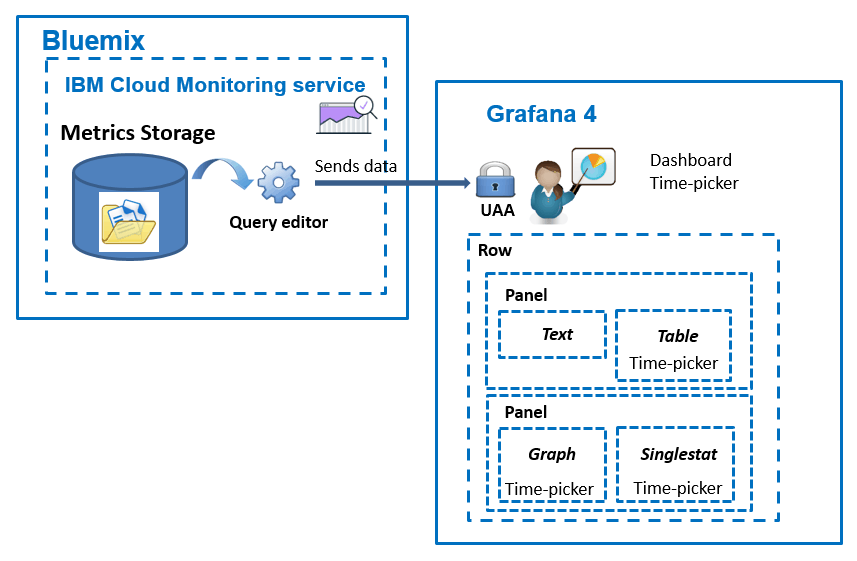 Bluemix
IBM Cloud Monitoring service
Metrics Storage
Query editor
Sends data
Grafana 4
UAA
Dashboard
Time-picker
Row
Panel
Text
Table
Time-picker
Panel
Graph
Time-picker
Singlestat
Time-picker